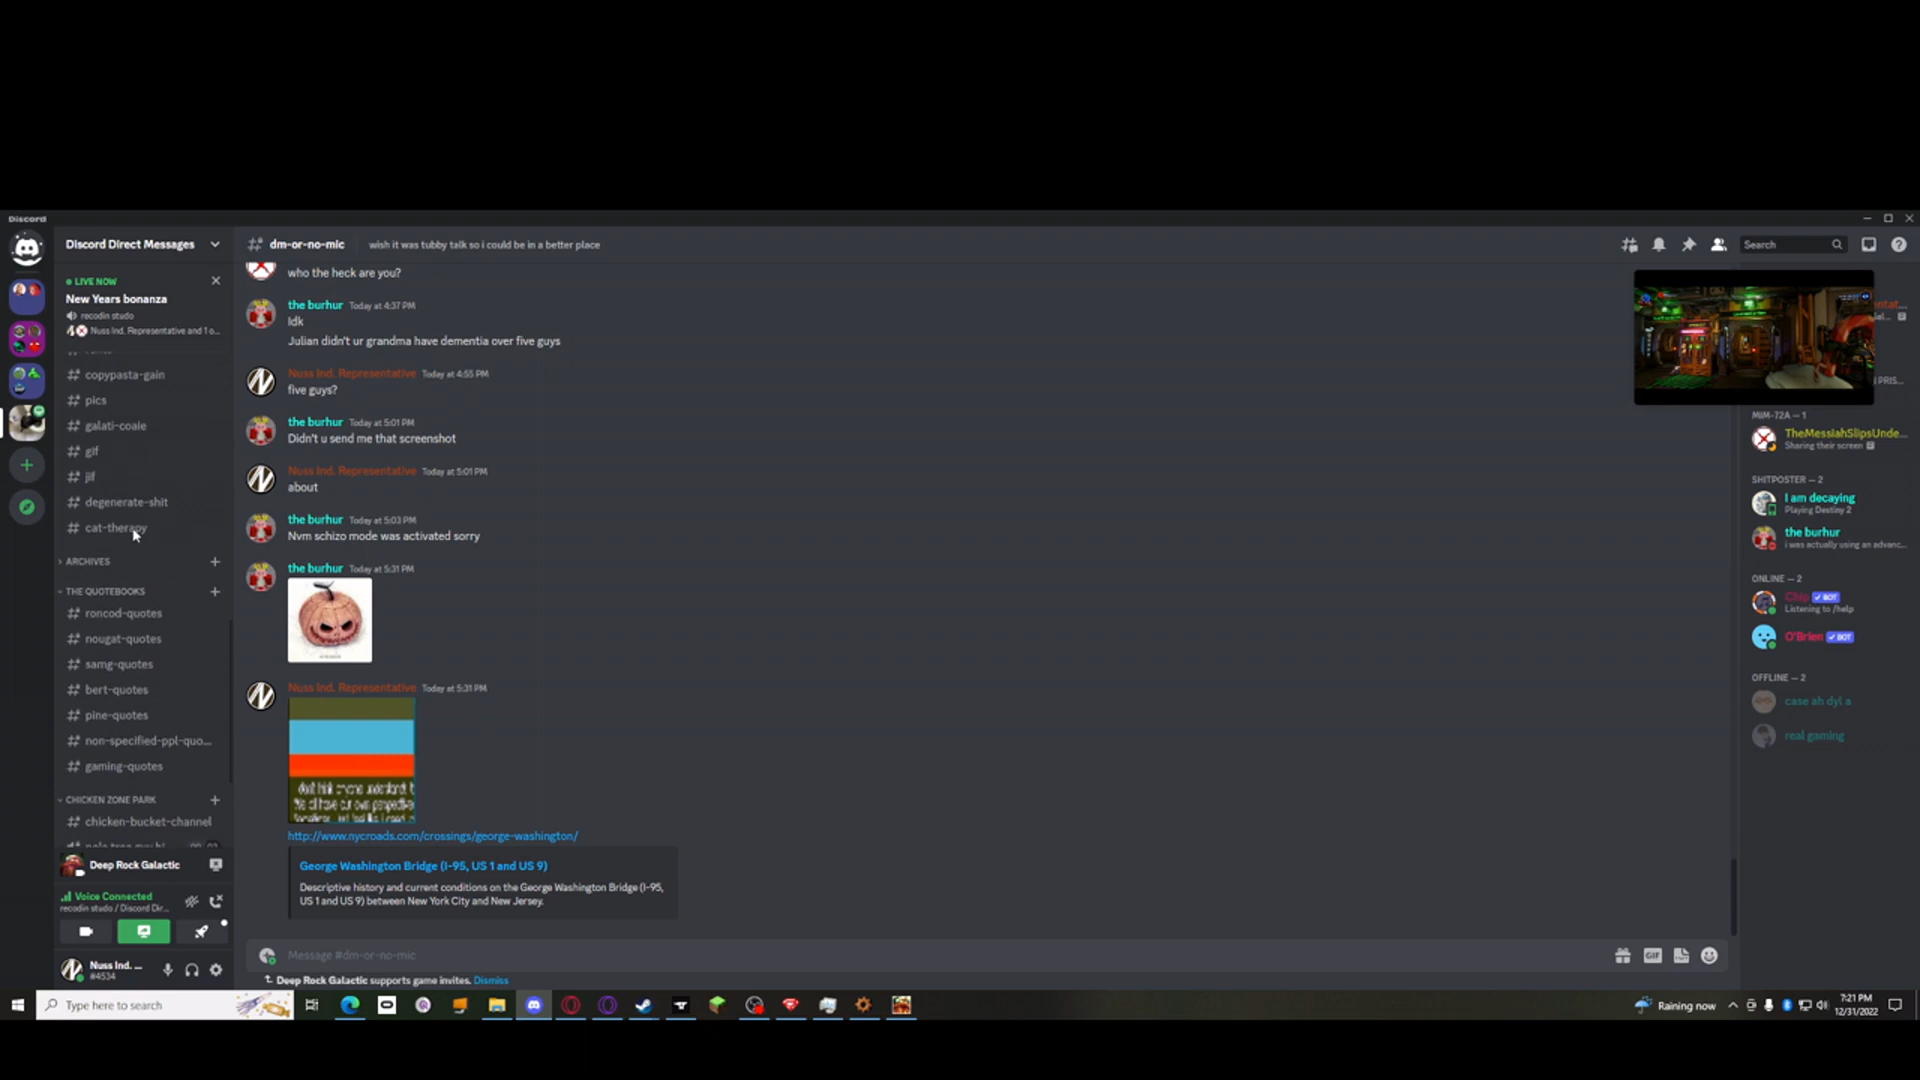 Discord
Discord Direct Messages
LIVE NOW
New Years bonanza
recodin studo
Nuss Ind. Representative and 1 o...
copypasta-gain
pics
galati-coale
gif
jif
degenerate-shit
cat-therapy
ARCHIVES
THE QUOTEBOOKS
roncod-quotes
nougat-quotes
samg-quotes
bert-quotes
pine-quotes
non-specified-ppl-quo...
gaming-quotes
CHICKEN ZONE PARK
chicken-bucket-channel
Deep Rock Galactic
Voice Connected
recodin studo / Discord Dir...
Nuss Ind. ...
#4534
dm-or-no-mic
wish it was tubby talk so i could be in a better place
who the heck are you?
the burhur Today at 4:37 PM
Idk
Julian didn't ur grandma have dementia over five guys
Nuss Ind. Representative Today at 4:55 PM
five guys?
the burhur Today at 5:01 PM
Didn't u send me that screenshot
Nuss Ind. Representative Today at 5:01 PM
about
the burhur Today at 5:03 PM
Nvm schizo mode was activated sorry
the burhur Today at 5:31 PM
Nuss Ind. Representative Today at 5:31 PM
http://www.nycroads.com/crossings/george-washington/
George Washington Bridge (I-95, US 1 and US 9)
Descriptive history and current conditions on the George Washington Bridge (I-95,
US 1 and US 9) between New York City and New Jersey.
Message #dm-or-no-mic
GIF
Deep Rock Galactic supports game invites. Dismiss
Search
MIM-72A — 1
TheMessiahSlipsUnde...
Sharing their screen
SHITPOSTER — 2
I am decaying
Playing Destiny 2
the burhur
i was actually using an advanc...
ONLINE — 2
Chip BOT
Listening to /help
O'Brien BOT
OFFLINE — 2
case ah dyl a
real gaming
Type here to search
Raining now
7:21 PM
12/31/2022